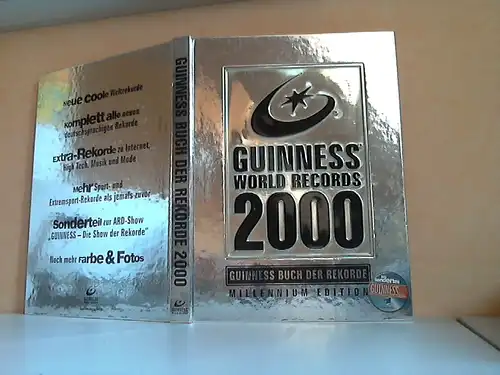 Neue coole Weltrekorde
Komplett alle neuen
deutschsprachigen Rekorde
Extra-Rekorde zu Internet,
High Tech, Musik und Mode
Mehr Sport- und
Extremsport-Rekorde als jemals zuvor
Sonderteil zur ARD-Show
„GUINNESS – Die Show der Rekorde"
Noch mehr Farbe & Fotos
GUINNESS BUCH DER REKORDE 2000
GUINNESS
WORLD RECORDS
2000
GUINNESS BUCH DER REKORDE
MILLENNIUM EDITION
GUINNESS